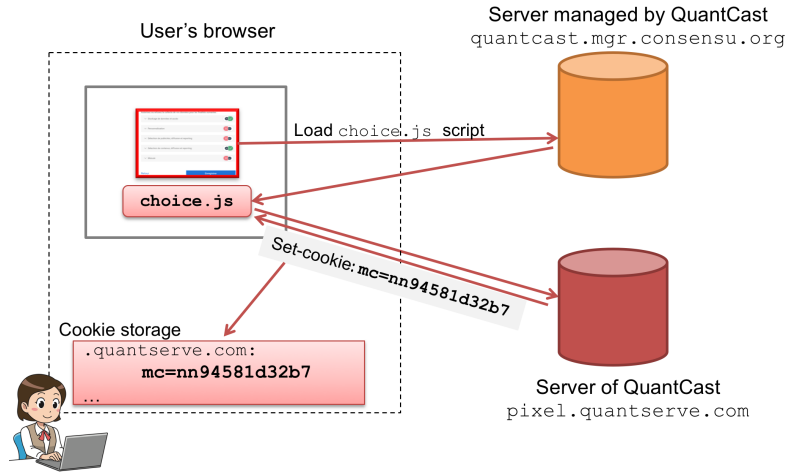 Server managed by QuantCast
quantcast.mgr.consensu.org
User's browser
Load choice.js script
choice.js
Set-cookie: mc=nn94581d32b7
Cookie storage
.quantserve.com:
mc=nn94581d32b7
...
Server of QuantCast
pixel.quantserve.com